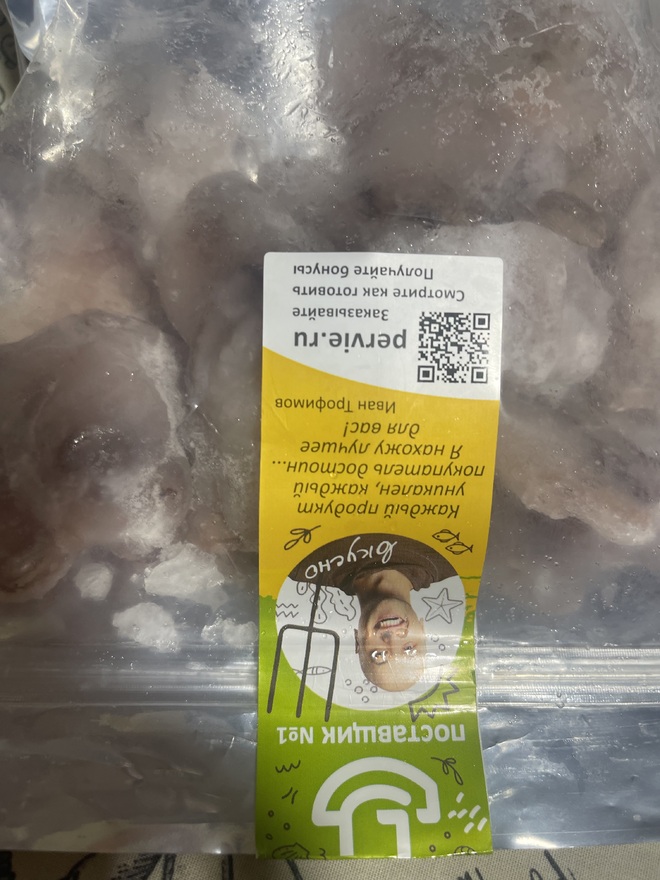 ПОСТАВЩИК №1
вкусно
Каждый продукт
уникален, каждый
покупатель достоин...
Я нахожу лучшее
для вас!
Иван Трофимов
pervie.ru
Заказывайте
Смотрите как готовить
Получайте бонусы